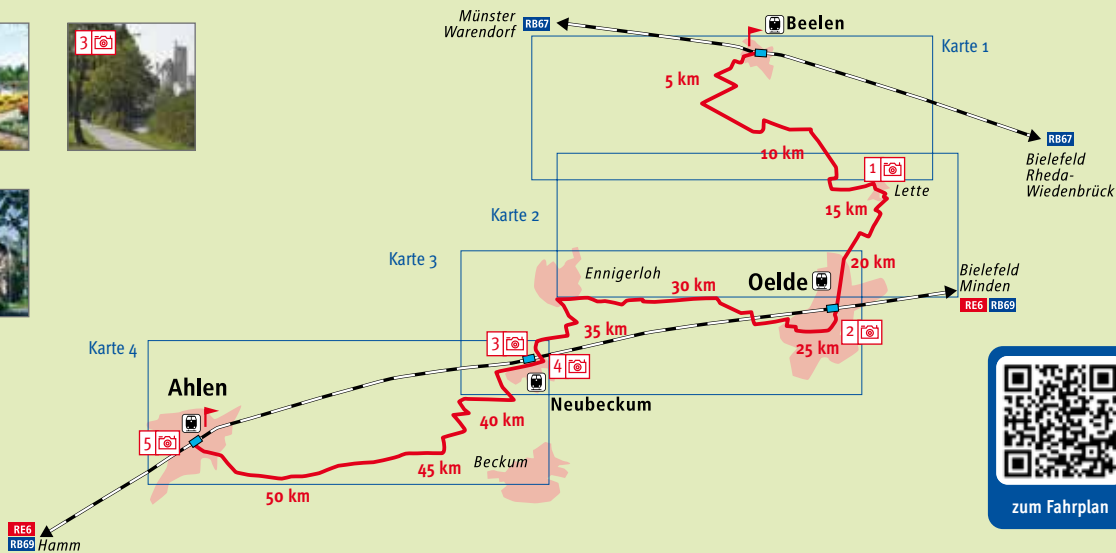 3
Münster
Warendorf RB67
Beelen
Karte 1
5 km
RB67
Bielefeld
Rheda-
Wiedenbrück
10 km
1
Lette
15 km
Karte 2
20 km
Karte 3
Ennigerloh
Oelde
Bielefeld
Minden
RE6 RB69
30 km
35 km
2
25 km
Karte 4
3
4
Neubeckum
Ahlen
40 km
5
45 km
Beckum
50 km
RE6
RB69 Hamm
zum Fahrplan